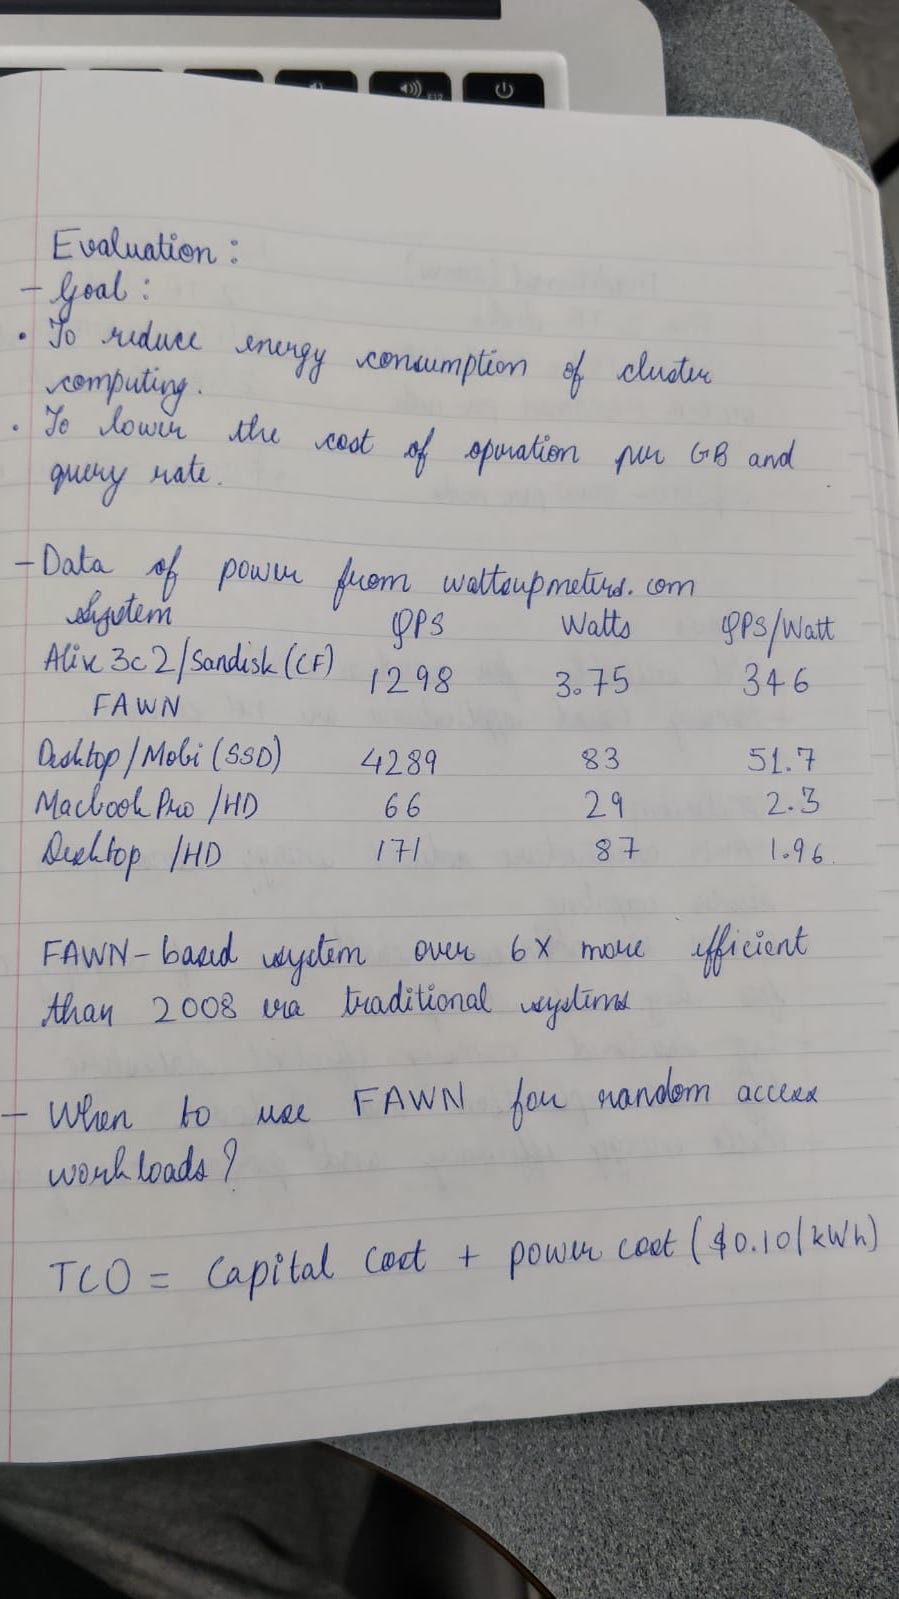 Evaluation :
- Goal :
• To reduce energy consumption of cluster
computing.
• To lower the cost of operation per GB and
query rate.
- Data of power from wattsupmeters.com
System QPS Watts QPS/Watt
Alix 3c2/Sandisk (CF) 1298 3.75 346
FAWN
Desktop/Mobi (SSD) 4289 83 51.7
Macbook Pro /HD 66 29 2.3
Desktop /HD 171 87 1.96
FAWN-based system over 6X more efficient
than 2008 era traditional systems
- When to use FAWN for random access
workloads?
TCO = Capital Cost + power cost ($0.10/kWh)